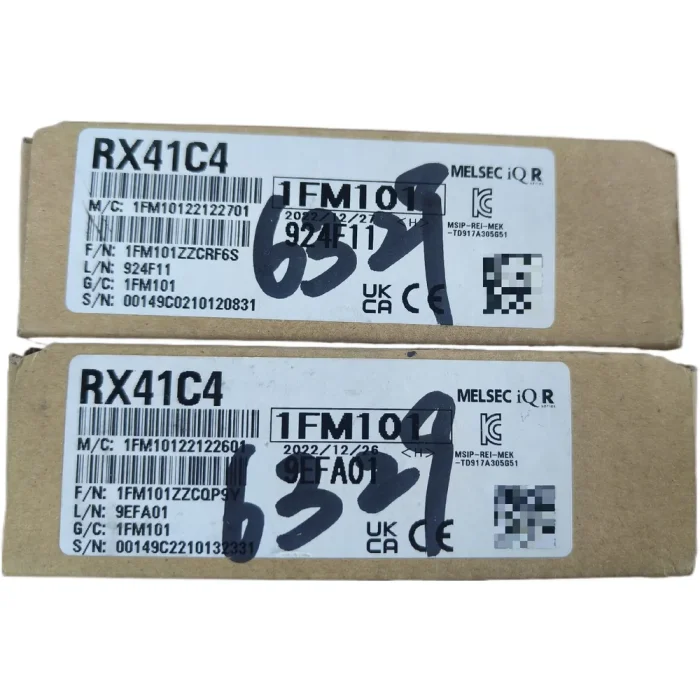 RX41C4
M/C: 1FM10122122701
F/N: 1FM101ZZCRF6S
L/N: 924F11
G/C: 1FM101
S/N: 00149C0210120831
1FM101
2022/12/27 <H>
924F11
6329
MELSEC iQ R
series
MSIP-REI-MEK
-TD917A305G51
UK
CA CE
RX41C4
M/C: 1FM10122122601
F/N: 1FM101ZZCQP9V
L/N: 9EFA01
G/C: 1FM101
S/N: 00149C2210132331
1FM101
2022/12/26 <H>
9EFA01
6329
MELSEC iQ R
series
MSIP-REI-MEK
-TD917A305G51
UK
CA CE